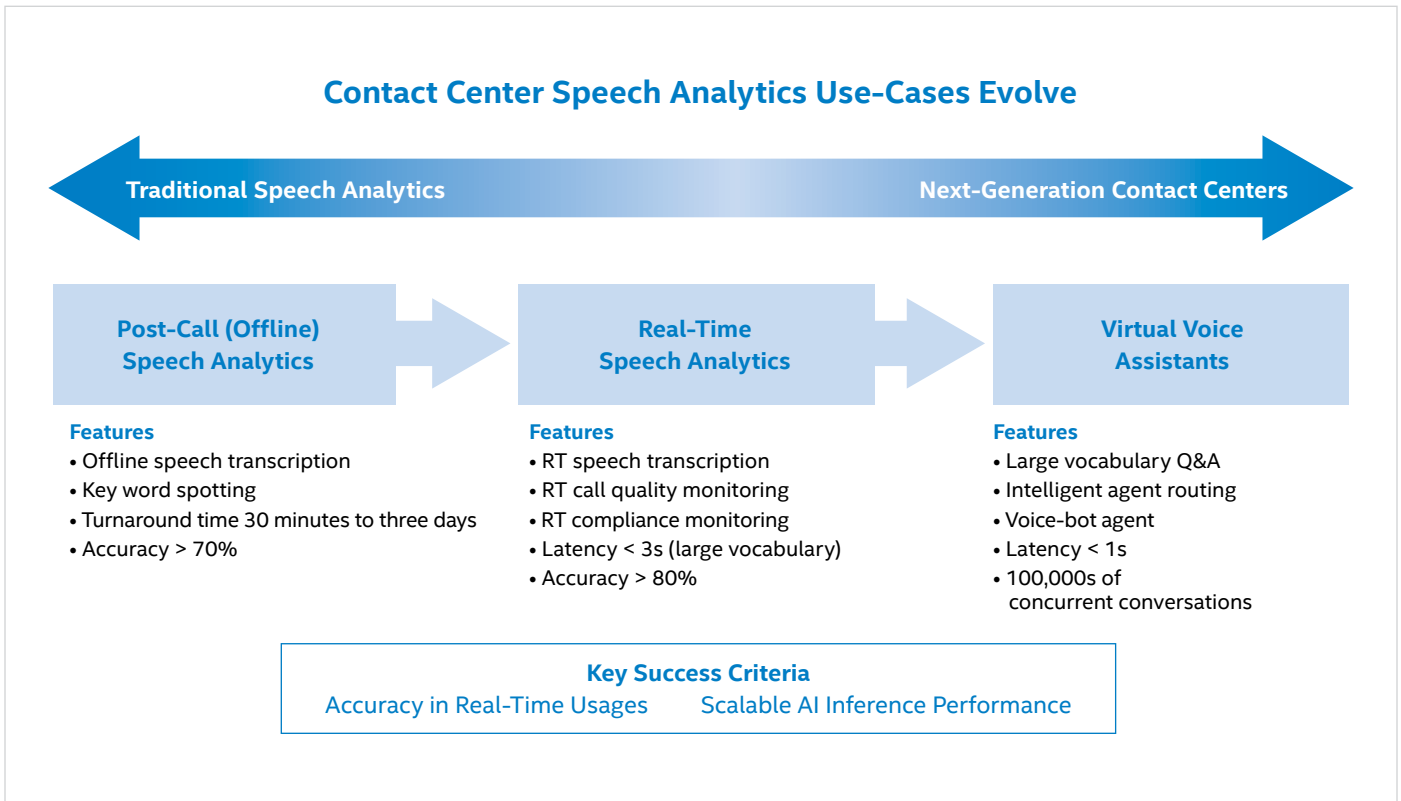 Contact Center Speech Analytics Use-Cases Evolve
Traditional Speech Analytics
Next-Generation Contact Centers
Post-Call (Offline)
Speech Analytics
Features
• Offline speech transcription
• Key word spotting
• Turnaround time 30 minutes to three days
• Accuracy > 70%
Real-Time
Speech Analytics
Features
• RT speech transcription
• RT call quality monitoring
• RT compliance monitoring
• Latency < 3s (large vocabulary)
• Accuracy > 80%
Virtual Voice
Assistants
Features
• Large vocabulary Q&A
• Intelligent agent routing
• Voice-bot agent
• Latency < 1s
• 100,000s of
concurrent conversations
Key Success Criteria
Accuracy in Real-Time Usages
Scalable AI Inference Performance